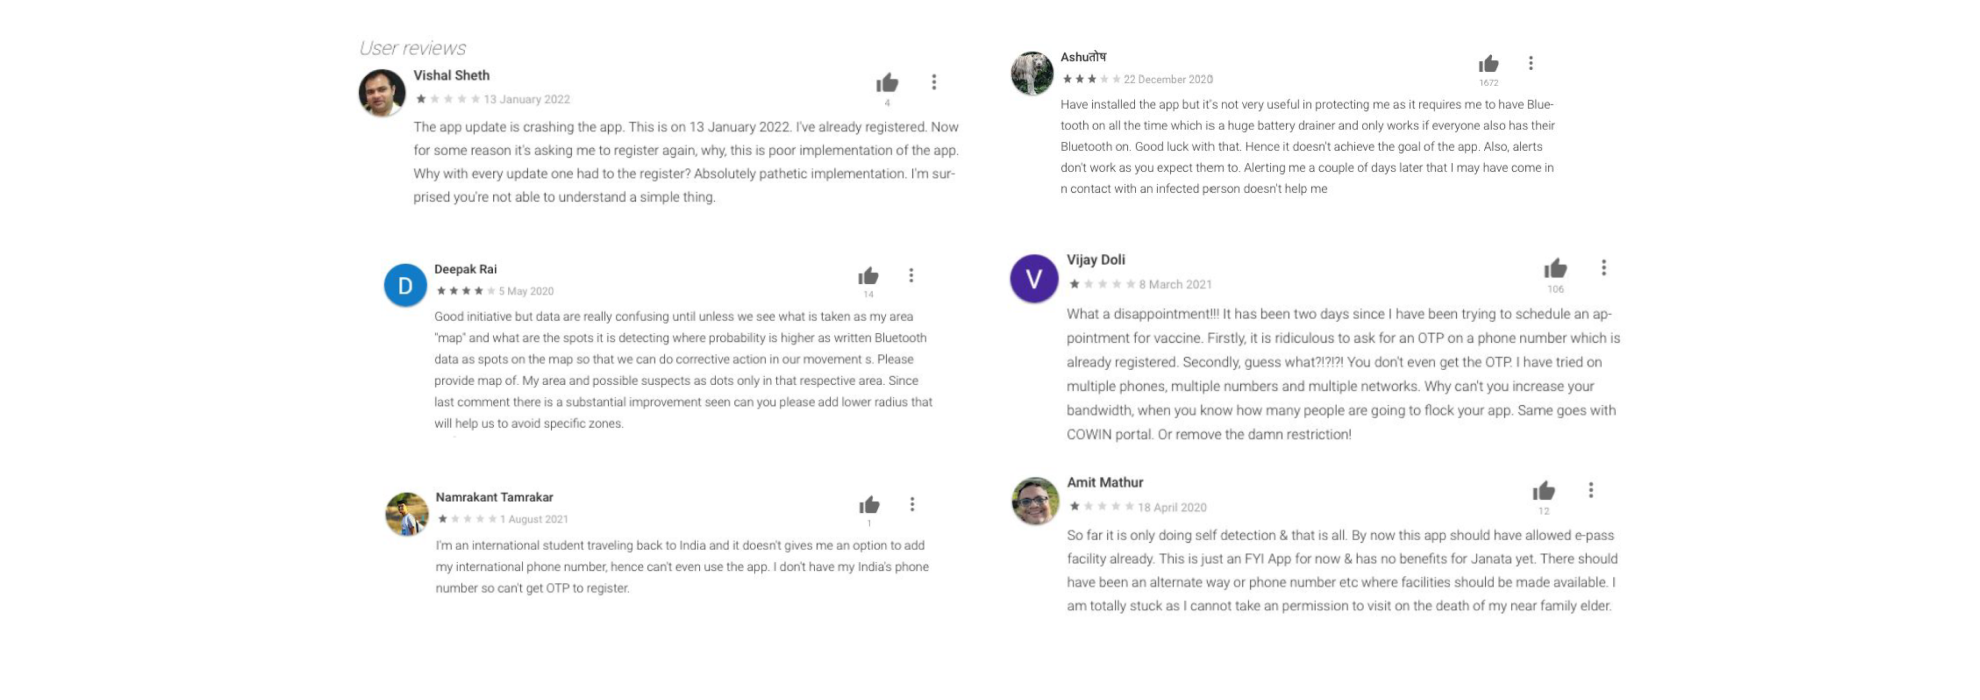 User reviews
Vishal Sheth
13 January 2022
4
The app update is crashing the app. This is on 13 January 2022. I've already registered. Now
for some reason it's asking me to register again, why, this is poor implementation of the app.
Why with every update one had to the register? Absolutely pathetic implementation. I'm sur-
prised you're not able to understand a simple thing.
Deepak Rai
5 May 2020
14
Good initiative but data are really confusing until unless we see what is taken as my area
"map" and what are the spots it is detecting where probability is higher as written Bluetooth
data as spots on the map so that we can do corrective action in our movement s. Please
provide map of. My area and possible suspects as dots only in that respective area. Since
last comment there is a substantial improvement seen can you please add lower radius that
will help us to avoid specific zones.
D
Namrakant Tamrakar
1 August 2021
1
I'm an international student traveling back to India and it doesn't gives me an option to add
my international phone number, hence can't even use the app. I don't have my India's phone
number so can't get OTP to register.
Ashuतोष
22 December 2020
1672
Have installed the app but it's not very useful in protecting me as it requires me to have Blue-
tooth on all the time which is a huge battery drainer and only works if everyone also has their
Bluetooth on. Good luck with that. Hence it doesn't achieve the goal of the app. Also, alerts
don't work as you expect them to. Alerting me a couple of days later that I may have come in
n contact with an infected person doesn't help me
Vijay Doli
8 March 2021
106
V
What a disappointment!!! It has been two days since I have been trying to schedule an ap-
pointment for vaccine. Firstly, it is ridiculous to ask for an OTP on a phone number which is
already registered. Secondly, guess what?!?!?! You don't even get the OTP. I have tried on
multiple phones, multiple numbers and multiple networks. Why can't you increase your
bandwidth, when you know how many people are going to flock your app. Same goes with
COWIN portal. Or remove the damn restriction!
Amit Mathur
18 April 2020
12
So far it is only doing self detection & that is all. By now this app should have allowed e-pass
facility already. This is just an FYI App for now & has no benefits for Janata yet. There should
have been an alternate way or phone number etc where facilities should be made available. I
am totally stuck as I cannot take an permission to visit on the death of my near family elder.